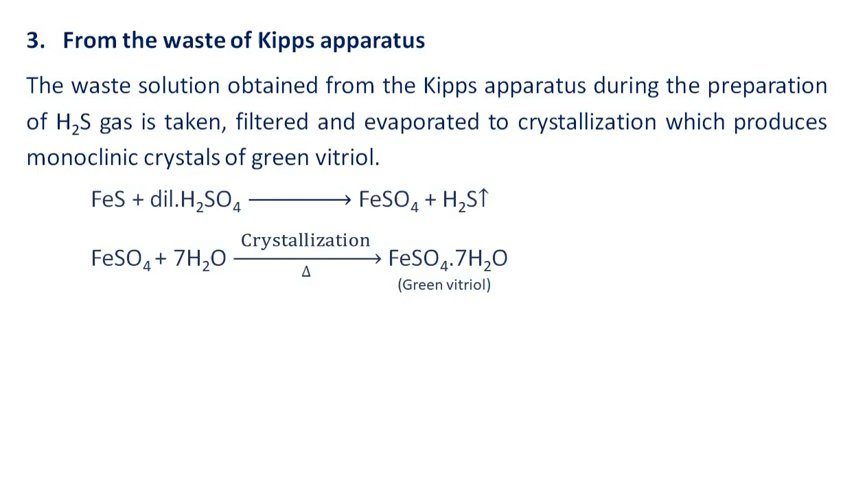 3. From the waste of Kipps apparatus
The waste solution obtained from the Kipps apparatus during the preparation
of H₂S gas is taken, filtered and evaporated to crystallization which produces
monoclinic crystals of green vitriol.
FeS + dil.H₂SO₄ ⟶ FeSO₄ + H₂S↑
Crystallization
FeSO₄ + 7H₂O ⟶ FeSO₄.7H₂O
Δ
(Green vitriol)